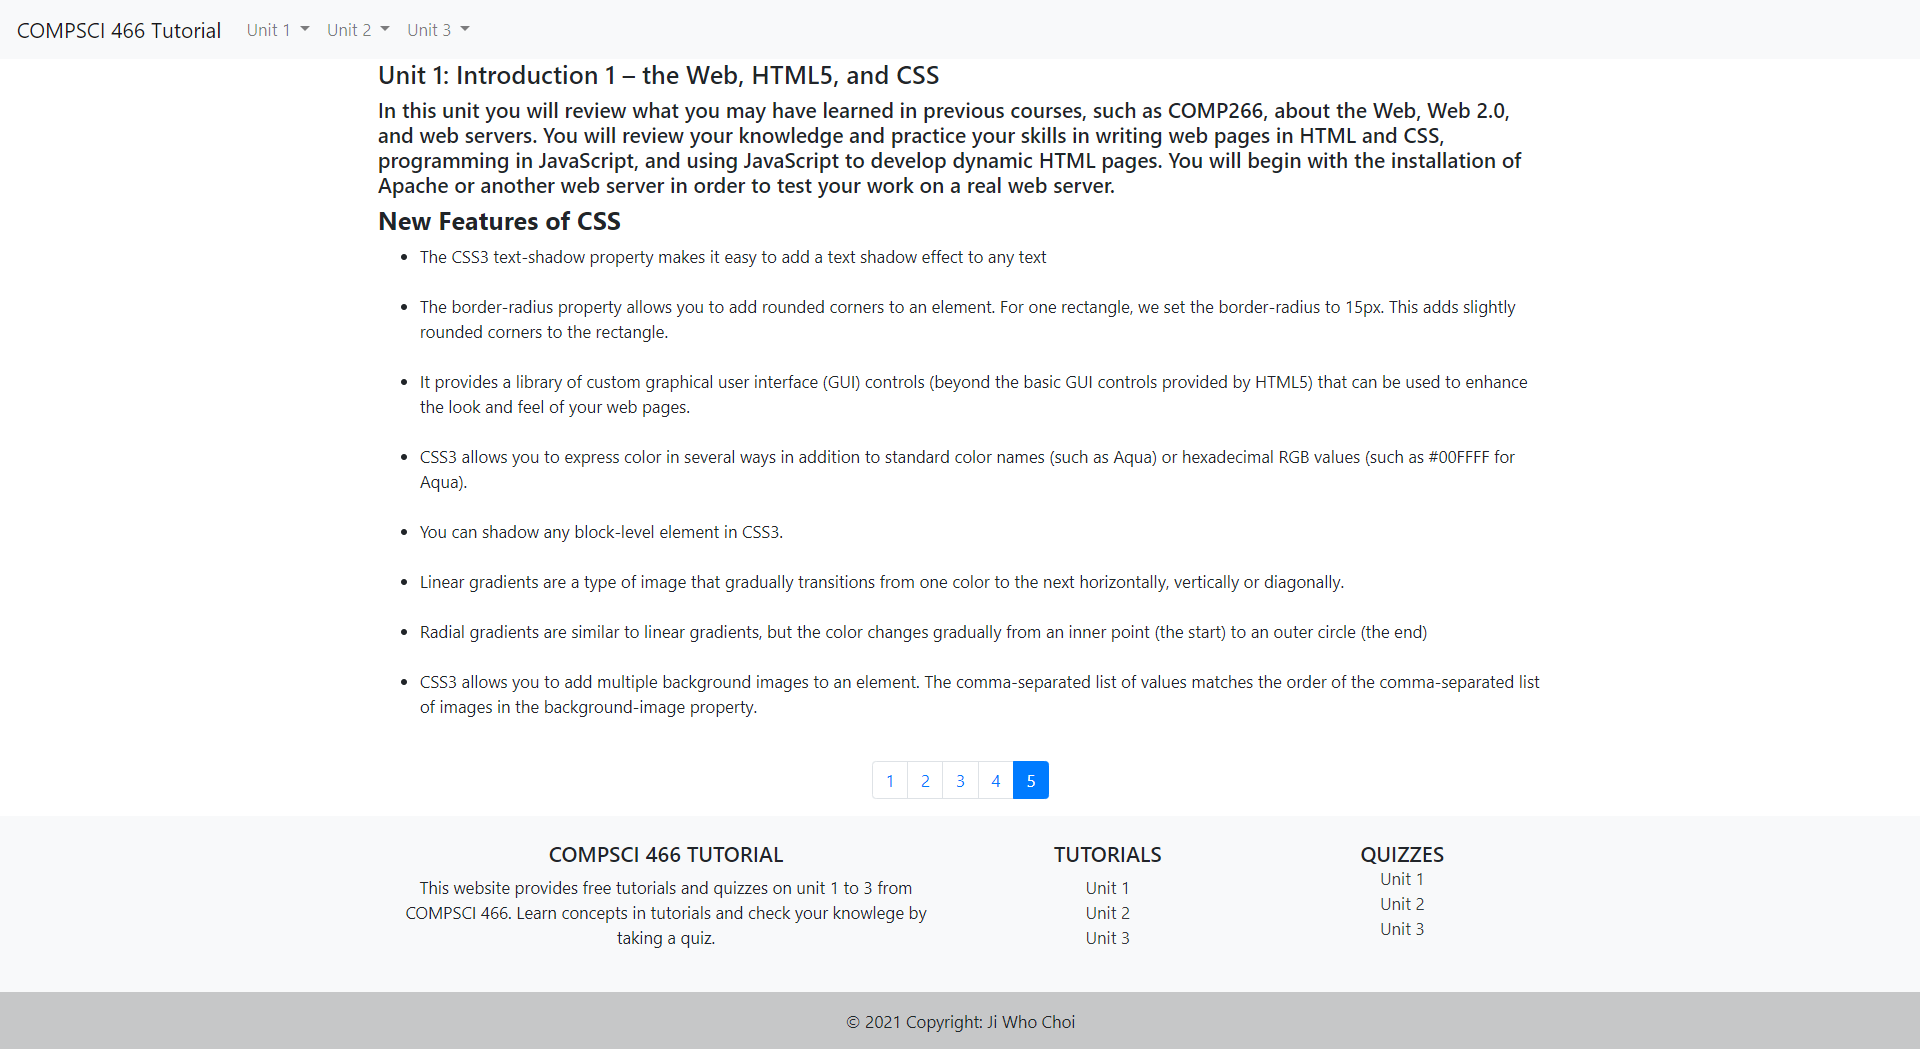 COMPSCI 466 Tutorial Unit 1 Unit 2 Unit 3
Unit 1: Introduction 1 – the Web, HTML5, and CSS
In this unit you will review what you may have learned in previous courses, such as COMP266, about the Web, Web 2.0,
and web servers. You will review your knowledge and practice your skills in writing web pages in HTML and CSS,
programming in JavaScript, and using JavaScript to develop dynamic HTML pages. You will begin with the installation of
Apache or another web server in order to test your work on a real web server.
New Features of CSS
• The CSS3 text-shadow property makes it easy to add a text shadow effect to any text
• The border-radius property allows you to add rounded corners to an element. For one rectangle, we set the border-radius to 15px. This adds slightly
rounded corners to the rectangle.
• It provides a library of custom graphical user interface (GUI) controls (beyond the basic GUI controls provided by HTML5) that can be used to enhance
the look and feel of your web pages.
• CSS3 allows you to express color in several ways in addition to standard color names (such as Aqua) or hexadecimal RGB values (such as #00FFFF for
Aqua).
• You can shadow any block-level element in CSS3.
• Linear gradients are a type of image that gradually transitions from one color to the next horizontally, vertically or diagonally.
• Radial gradients are similar to linear gradients, but the color changes gradually from an inner point (the start) to an outer circle (the end)
• CSS3 allows you to add multiple background images to an element. The comma-separated list of values matches the order of the comma-separated list
of images in the background-image property.
1 2 3 4 5
COMPSCI 466 TUTORIAL
This website provides free tutorials and quizzes on unit 1 to 3 from
COMPSCI 466. Learn concepts in tutorials and check your knowlege by
taking a quiz.
TUTORIALS
Unit 1
Unit 2
Unit 3
QUIZZES
Unit 1
Unit 2
Unit 3
© 2021 Copyright: Ji Who Choi